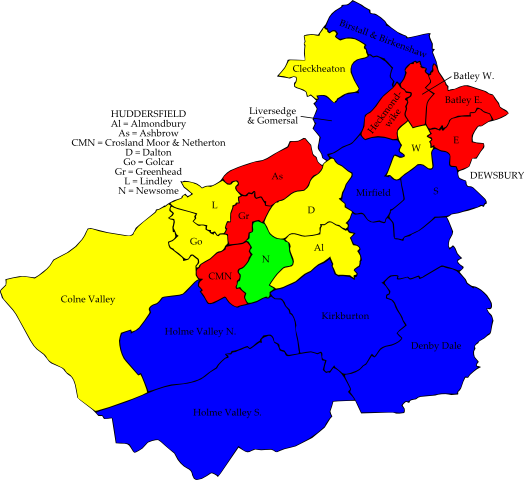 Birstall & Birkenshaw
Cleckheaton
Batley W.
Batley E.
Liversedge
& Gomersal
Heckmond-
wike
HUDDERSFIELD
Al = Almondbury
As = Ashbrow
CMN = Crosland Moor & Netherton
D = Dalton
Go = Golcar
Gr = Greenhead
L = Lindley
N = Newsome
E
W
DEWSBURY
As
Mirfield
S
L
Gr
D
Go
Al
N
CMN
Colne Valley
Kirkburton
Holme Valley N.
Denby Dale
Holme Valley S.